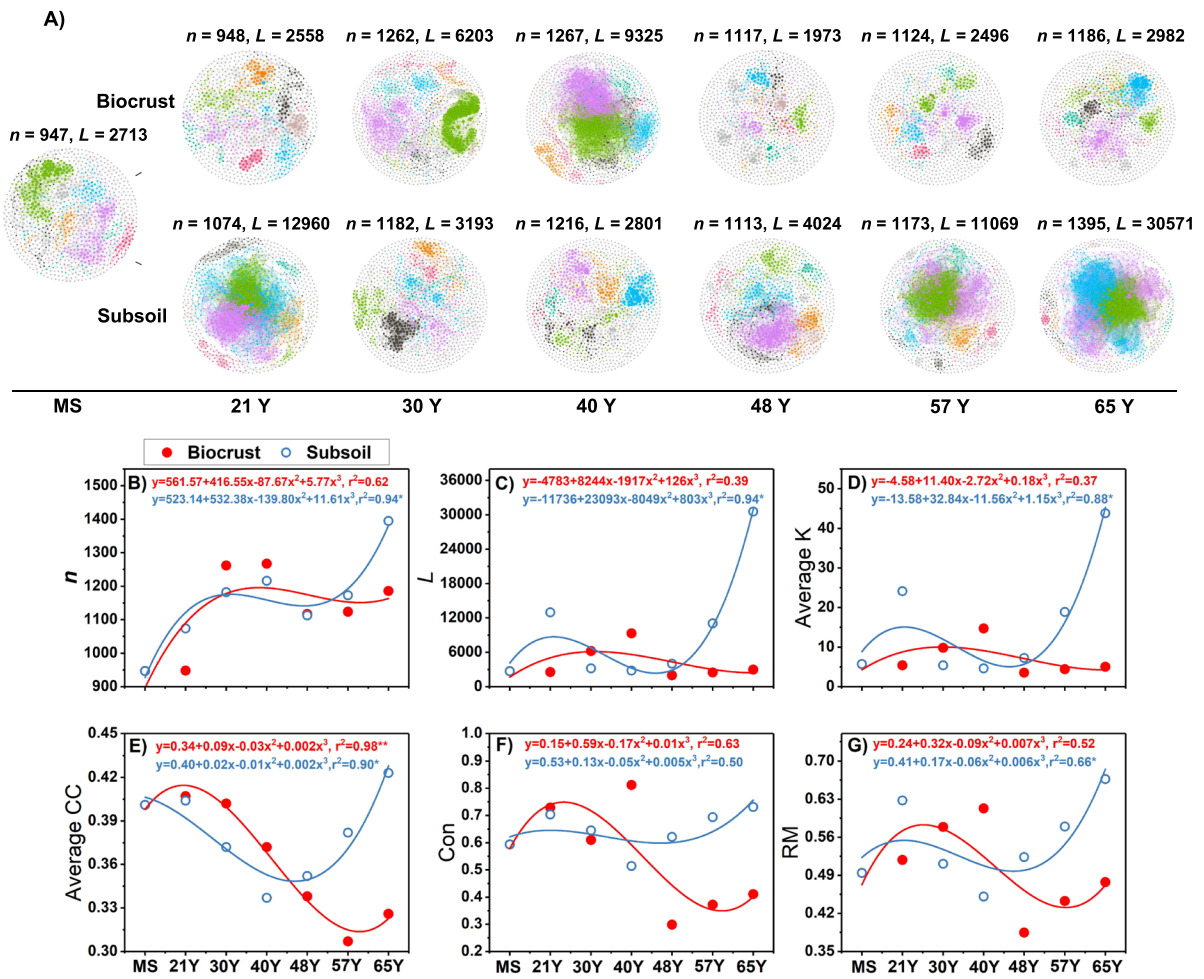 A)
n = 948, L = 2558
n = 1262, L = 6203
n = 1267, L = 9325
n = 1117, L = 1973
n = 1124, L = 2496
n = 1186, L = 2982
Biocrust
n = 947, L = 2713
n = 1074, L = 12960
n = 1182, L = 3193
n = 1216, L = 2801
n = 1113, L = 4024
n = 1173, L = 11069
n = 1395, L = 30571
Subsoil
MS 21 Y 30 Y 40 Y 48 Y 57 Y 65 Y
Biocrust Subsoil
B)
y=561.57+416.55x-87.67x²+5.77x³, r²=0.62
y=523.14+532.38x-139.80x²+11.61x³,r²=0.94*
n
1500
1400
1300
1200
1100
1000
900
C)
y=-4783+8244x-1917x²+126x³, r²=0.39
y=-11736+23093x-8049x²+803x³,r²=0.94*
L
36000
30000
24000
18000
12000
6000
0
D)
y=-4.58+11.40x-2.72x²+0.18x³, r²=0.37
y=-13.58+32.84x-11.56x²+1.15x³,r²=0.88*
Average K
50
40
30
20
10
0
E)
y=0.34+0.09x-0.03x²+0.002x³, r²=0.98**
y=0.40+0.02x-0.01x²+0.002x³,r²=0.90*
Average CC
0.45
0.42
0.39
0.36
0.33
0.30
MS 21Y 30Y 40Y 48Y 57Y 65Y
F)
y=0.15+0.59x-0.17x²+0.01x³, r²=0.63
y=0.53+0.13x-0.05x²+0.005x³,r²=0.50
Con
1.0
0.9
0.8
0.7
0.6
0.5
0.4
0.3
0.2
MS 21Y 30Y 40Y 48Y 57Y 65Y
G)
y=0.24+0.32x-0.09x²+0.007x³, r²=0.52
y=0.41+0.17x-0.06x²+0.006x³,r²=0.66*
RM
0.70
0.63
0.56
0.49
0.42
0.35
MS 21Y 30Y 40Y 48Y 57Y 65Y